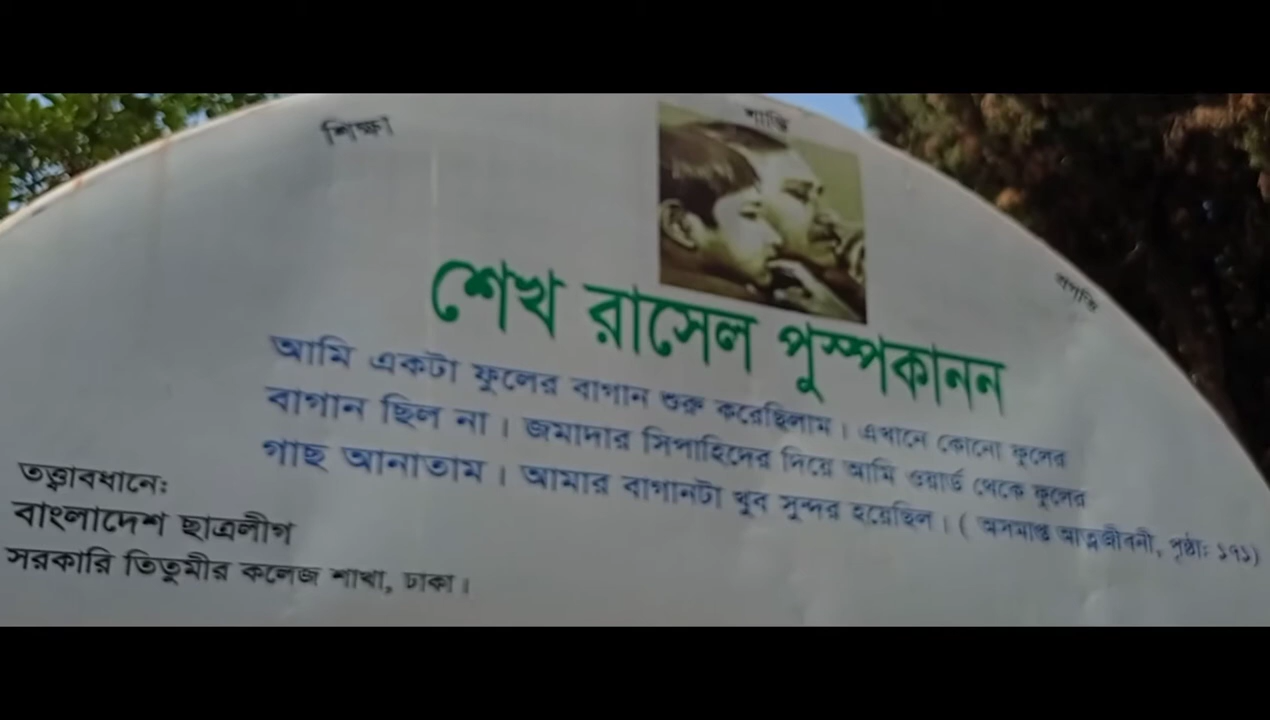 শিক্ষা
শান্তি
প্রগতি
শেখ রাসেল পুস্পকানন
আমি একটা ফুলের বাগান শুরু করেছিলাম। এখানে কোনো ফুলের
বাগান ছিল না। জমাদার সিপাহিদের দিয়ে আমি ওয়ার্ড থেকে ফুলের
গাছ আনাতাম। আমার বাগানটা খুব সুন্দর হয়েছিল। ( অসমাপ্ত আত্মজীবনী, পৃষ্ঠা: ১৭১)
তত্ত্বাবধানে:
বাংলাদেশ ছাত্রলীগ
সরকারি তিতুমীর কলেজ শাখা, ঢাকা।